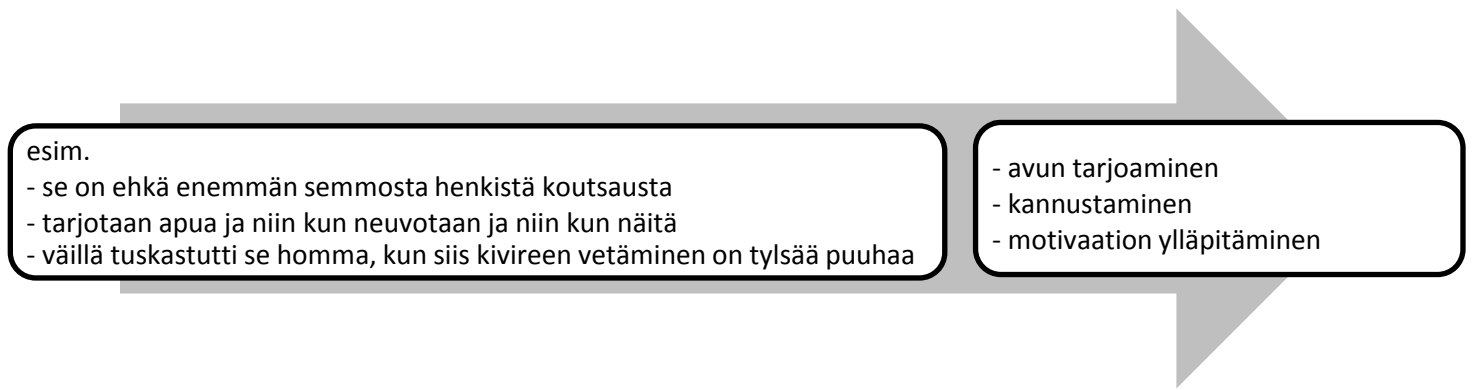 esim.
- se on ehkä enemmän semmosta henkistä koutsausta
- tarjotaan apua ja niin kun neuvotaan ja niin kun näitä
- väillä tuskastutti se homma, kun siis kivireen vetäminen on tylsää puuhaa
- avun tarjoaminen
- kannustaminen
- motivaation ylläpitäminen